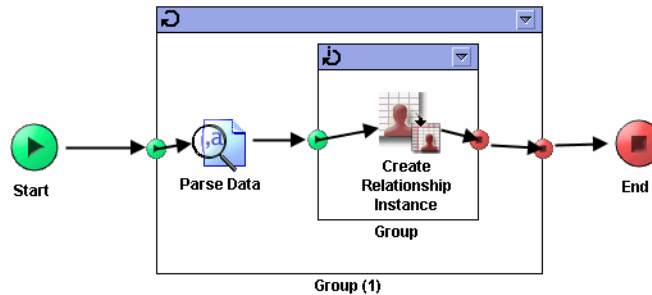 Start
,a
Parse Data
i
Create
Relationship
Instance
Group
End
Group (1)